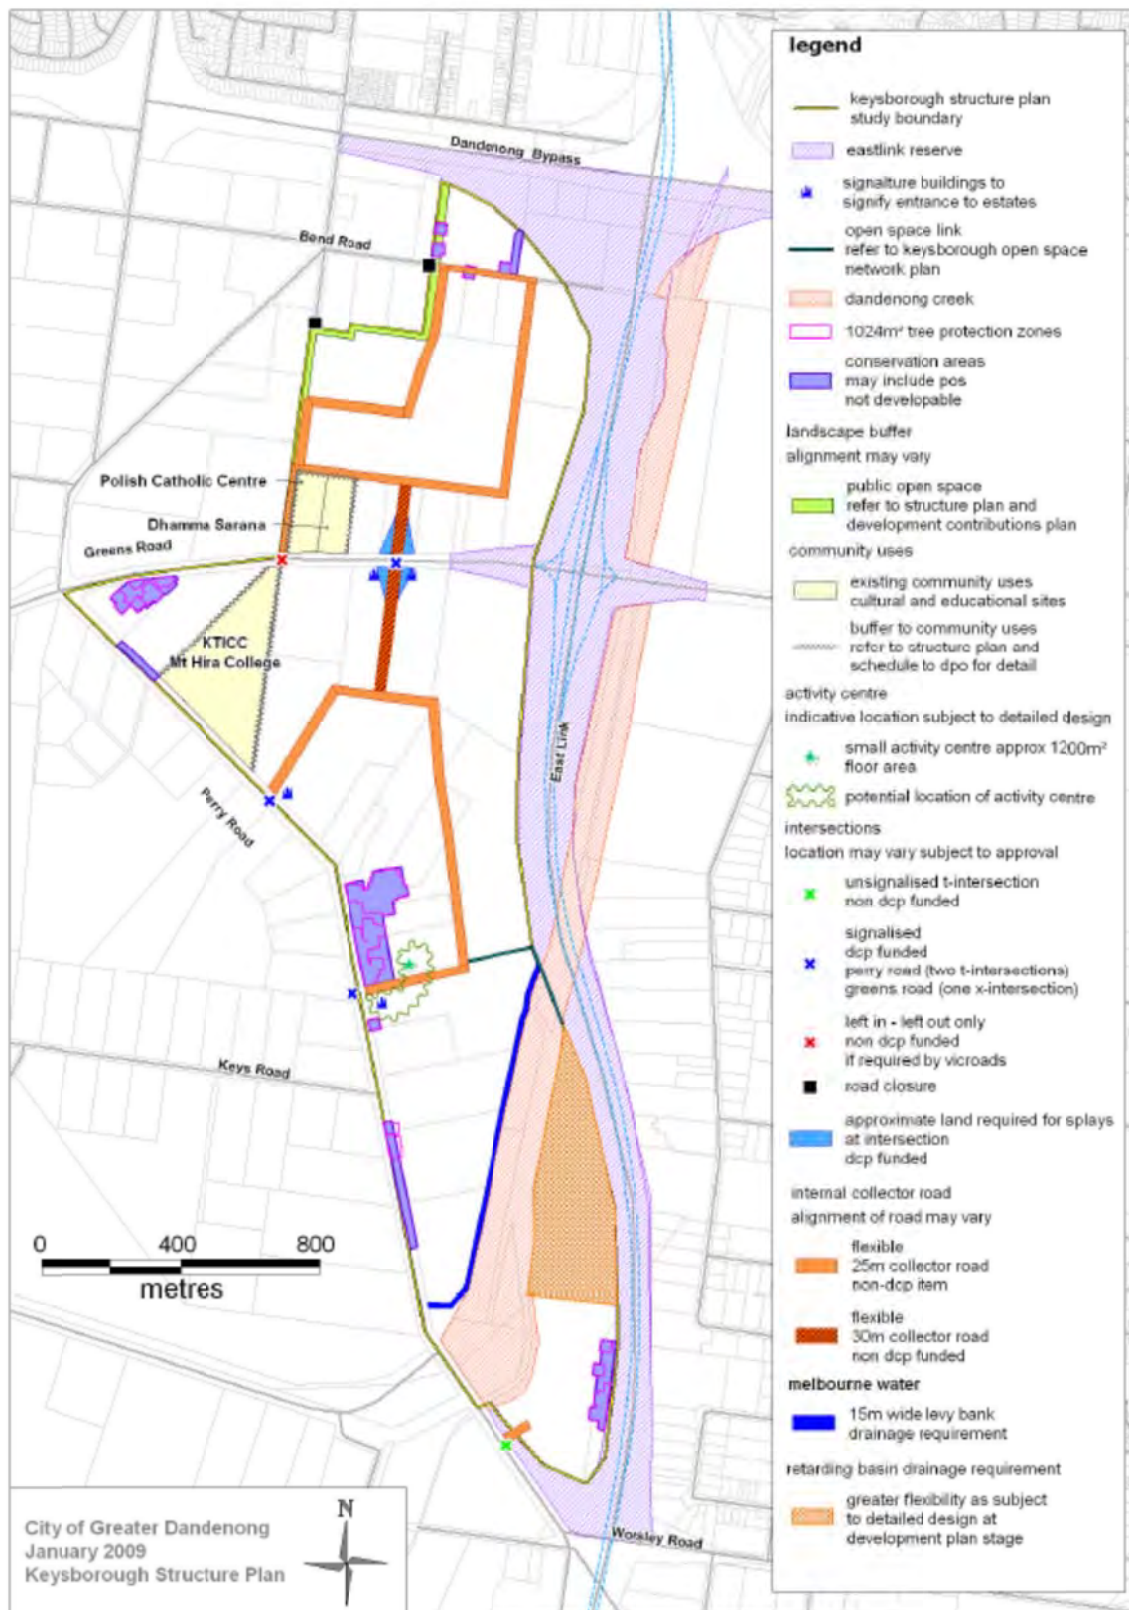 legend
keysborough structure plan
study boundary
eastlink reserve
signalture buildings to
signify entrance to estates
open space link
refer to keysborough open space
network plan
dandenong creek
1024m² tree protection zones
conservation areas
may include pos
not developable
landscape buffer
alignment may vary
public open space
refer to structure plan and
development contributions plan
community uses
existing community uses
cultural and educational sites
buffer to community uses
refer to structure plan and
schedule to dpo for detail
activity centre
indicative location subject to detailed design
small activity centre approx 1200m²
floor area
potential location of activity centre
intersections
location may vary subject to approval
unsignalised t-intersection
non dcp funded
signalised
dcp funded
perry road (two t-intersections)
greens road (one x-intersection)
left in - left out only
non dcp funded
if required by vicroads
road closure
approximate land required for splays
at intersection
dcp funded
internal collector road
alignment of road may vary
flexible
25m collector road
non-dcp item
flexible
30m collector road
non dcp funded
melbourne water
15m wide levy bank
drainage requirement
retarding basin drainage requirement
greater flexibility as subject
to detailed design at
development plan stage
Dandenong Bypass
Bend Road
Polish Catholic Centre
Dhamma Sarana
Greens Road
KTICC
Mt Hira College
East Link
Perry Road
Keys Road
0 400 800
metres
Worsley Road
City of Greater Dandenong
January 2009
Keysborough Structure Plan
N